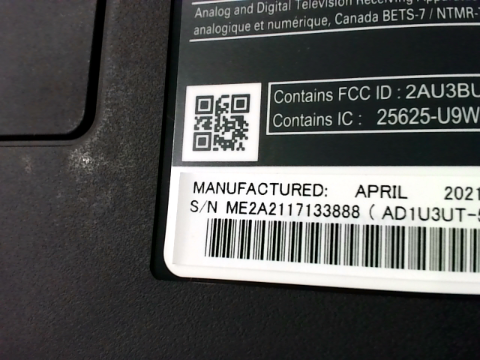 Analog and Digital Television Receiving Apparatus
analogique et numérique, Canada BETS-7 / NTMR-
Contains FCC ID : 2AU3BU
Contains IC : 25625-U9W
MANUFACTURED: APRIL 2021
S/N ME2A2117133888 ( AD1U3UT-